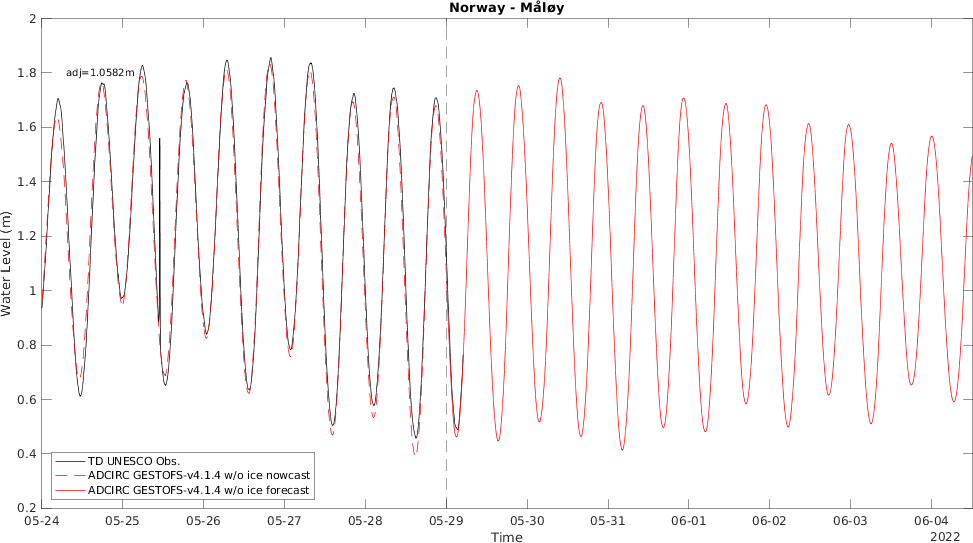 Norway - Måløy
2
1.8
1.6
1.4
1.2
1
0.8
0.6
0.4
0.2
Water Level (m)
adj=1.0582m
TD UNESCO Obs.
ADCIRC GESTOFS-v4.1.4 w/o ice nowcast
ADCIRC GESTOFS-v4.1.4 w/o ice forecast
05-24 05-25 05-26 05-27 05-28 05-29 05-30 05-31 06-01 06-02 06-03 06-04
Time
2022